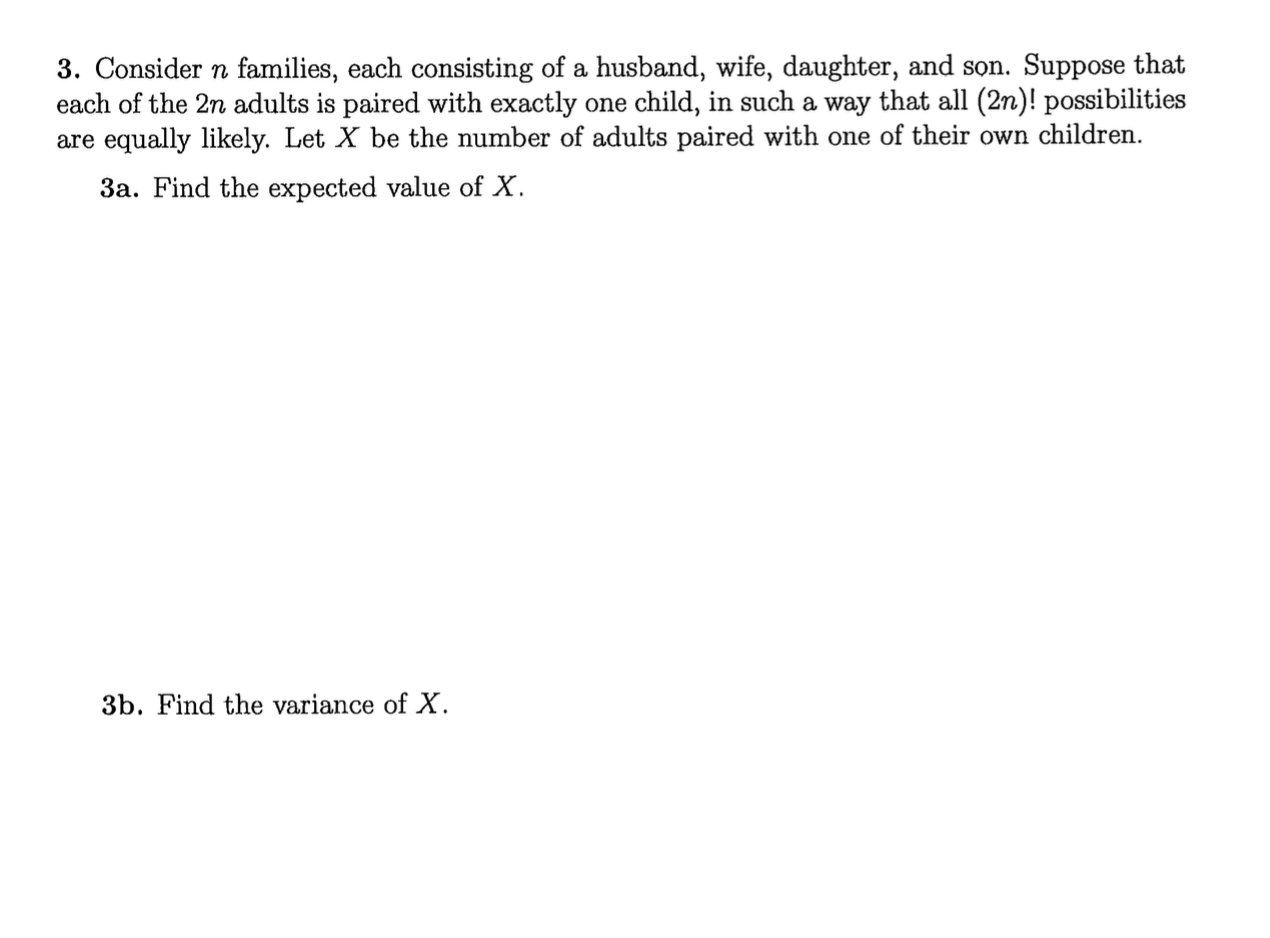 3. Consider n families, each consisting of a husband, wife, daughter, and son. Suppose that
each of the 2n adults is paired with exactly one child, in such a way that all (2n)! possibilities
are equally likely. Let X be the number of adults paired with one of their own children.
3a. Find the expected value of X.
3b. Find the variance of X.